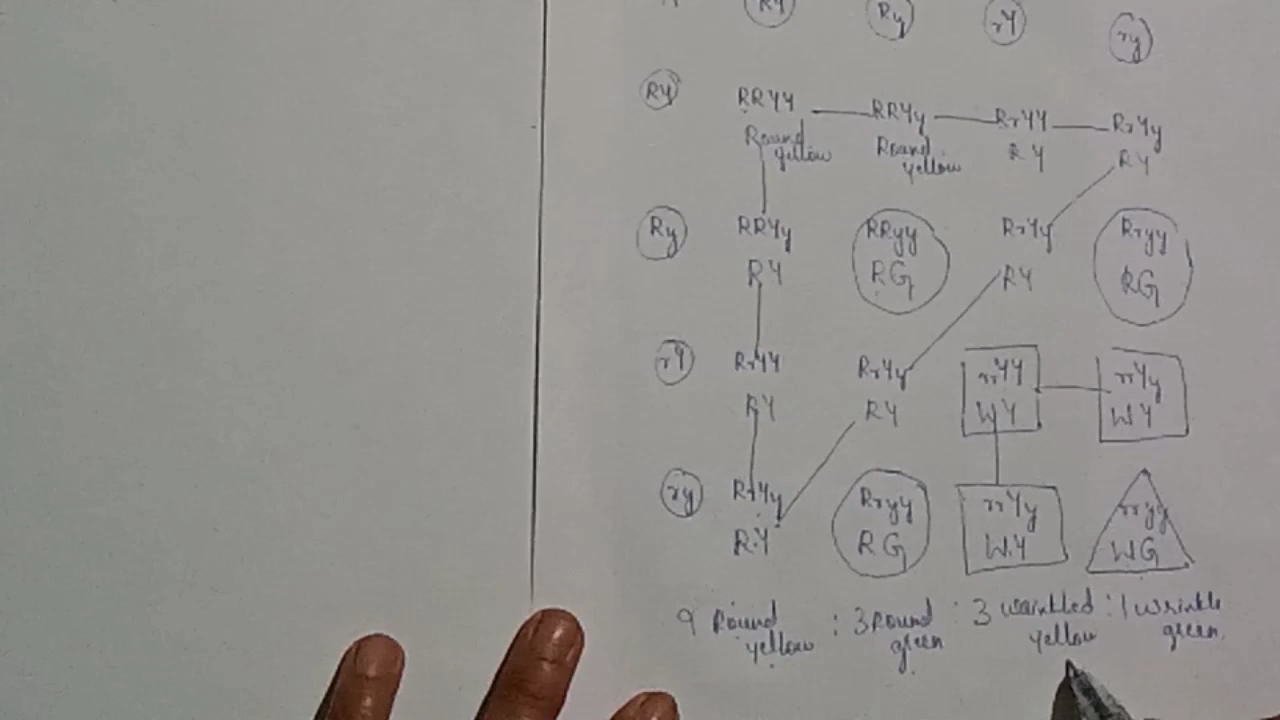 RY Ry rY ry
RY RRYY RRYy RrYY RrYy
Round yellow Round yellow RY RY
Ry RRYy RRyy RrYy Rryy
RY RG RY RG
rY RrYY RrYy rrYY rrYy
RY RY WY WY
ry RrYy Rryy rrYy rryy
RY RG WY WG
9 Round : 3 Round : 3 wrinkled : 1 wrinkle
yellow green yellow green